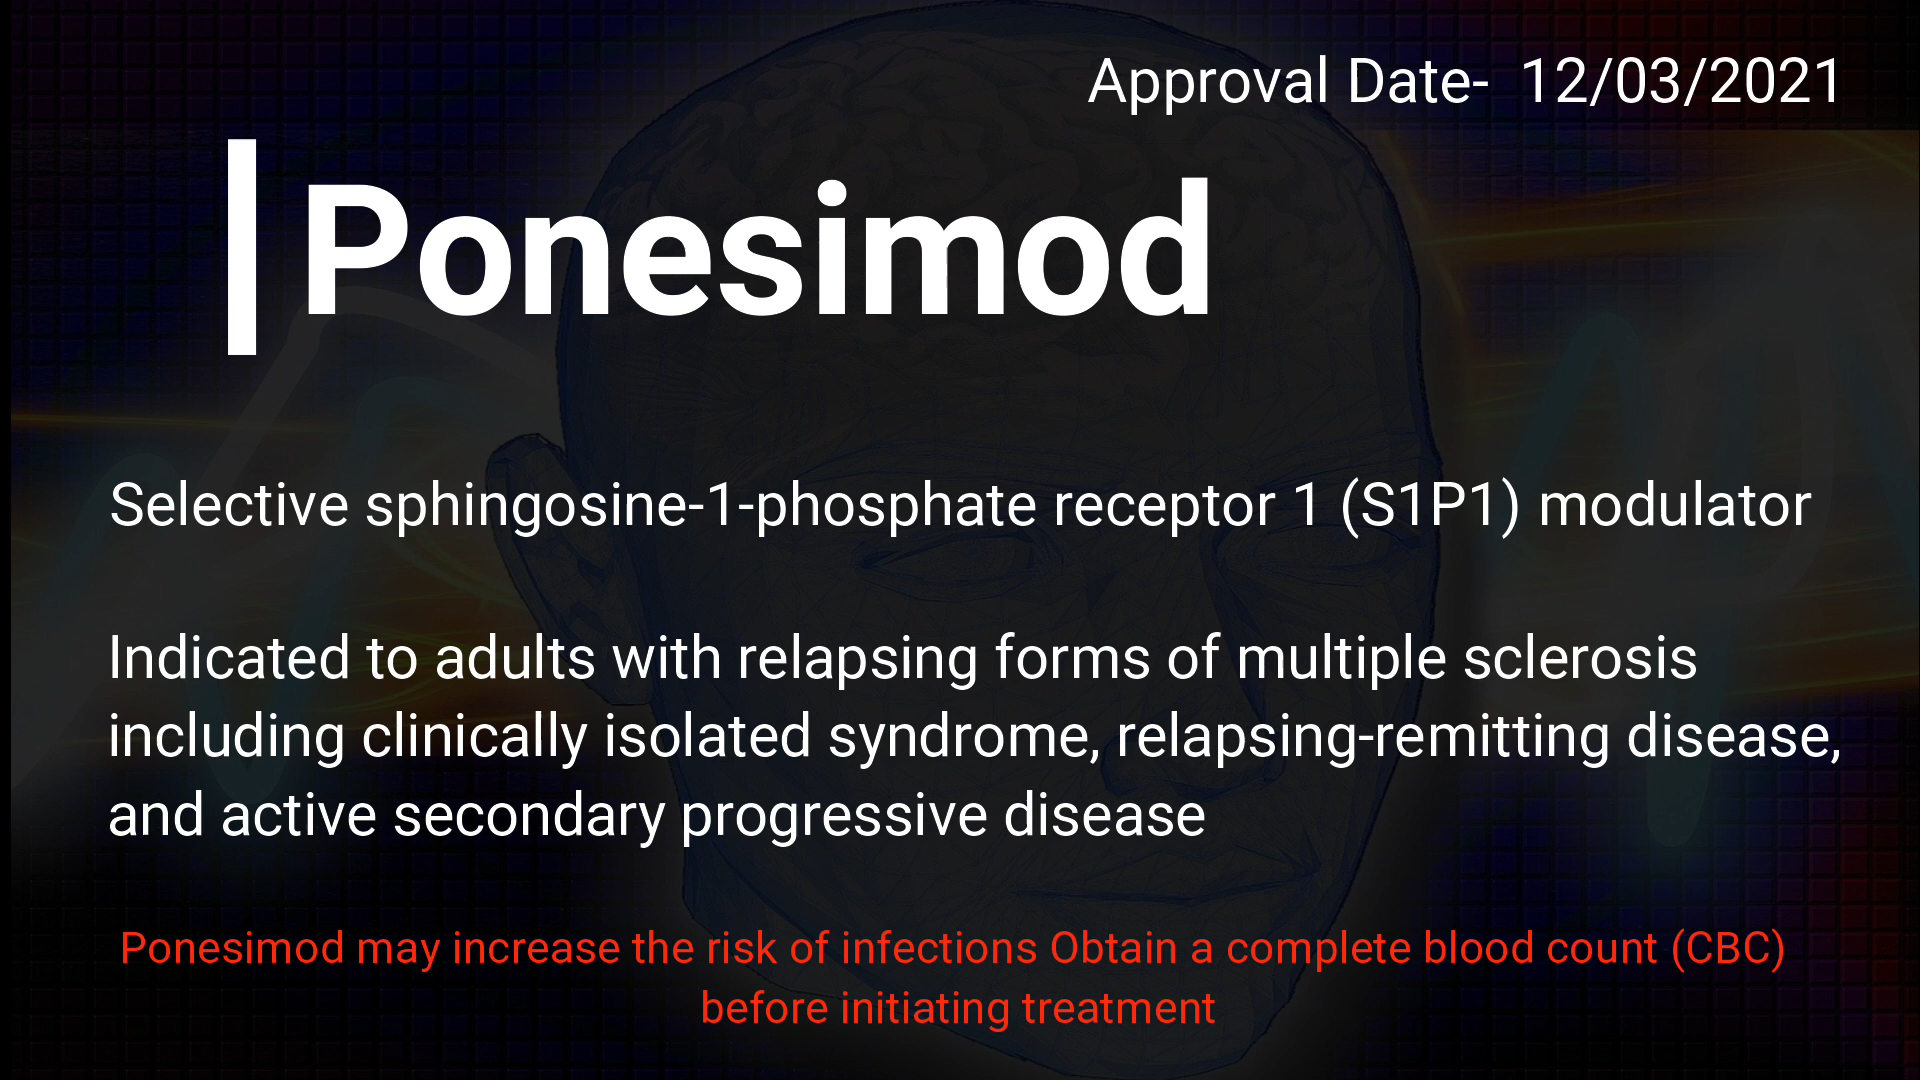 Approval Date- 12/03/2021
Ponesimod
Selective sphingosine-1-phosphate receptor 1 (S1P1) modulator
Indicated to adults with relapsing forms of multiple sclerosis
including clinically isolated syndrome, relapsing-remitting disease,
and active secondary progressive disease
Ponesimod may increase the risk of infections Obtain a complete blood count (CBC)
before initiating treatment